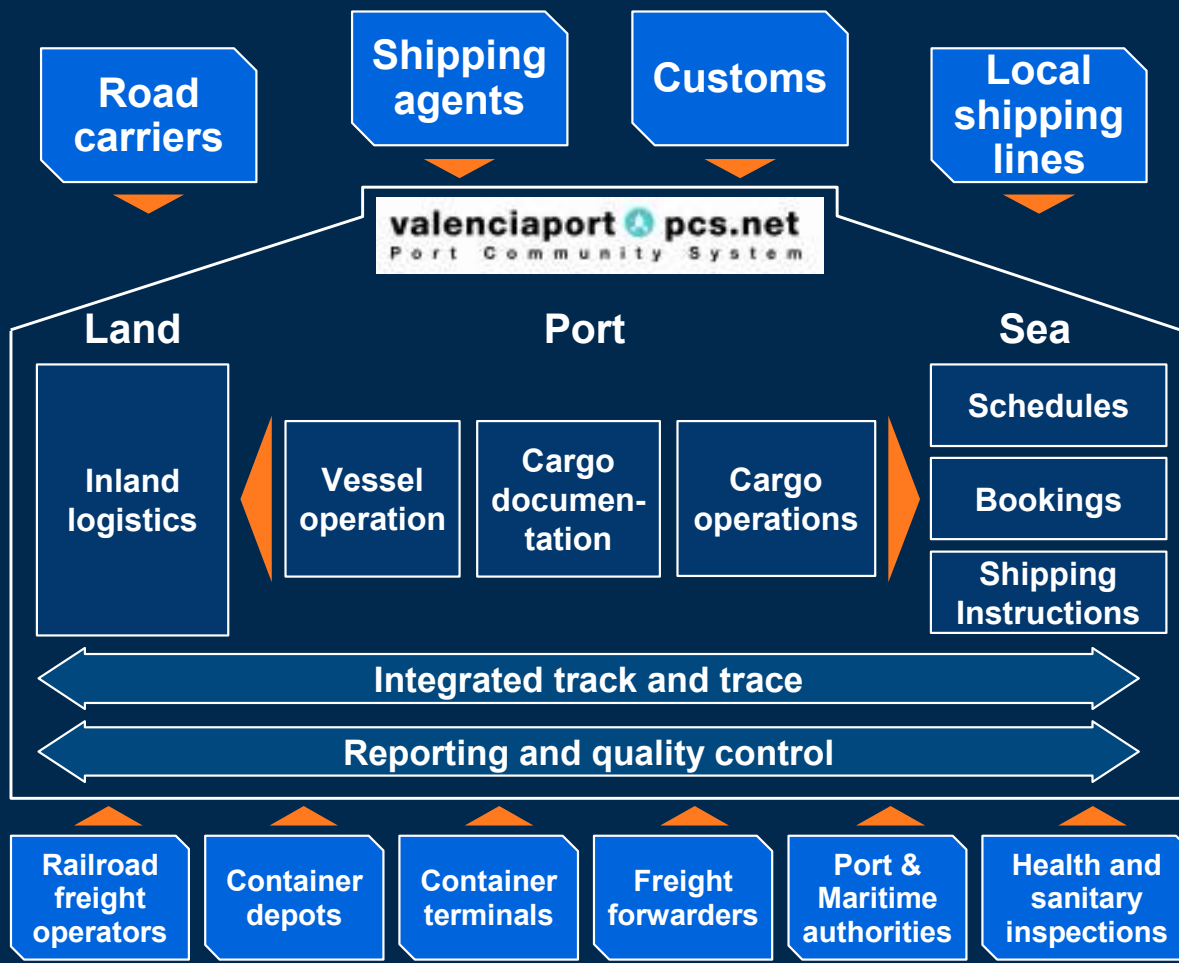 Road
carriers
Shipping
agents
Customs
Local
shipping
lines
valenciaport pcs.net
Port Community System
Land
Port
Sea
Inland
logistics
Vessel
operation
Cargo
documen-
tation
Cargo
operations
Schedules
Bookings
Shipping
Instructions
Integrated track and trace
Reporting and quality control
Railroad
freight
operators
Container
depots
Container
terminals
Freight
forwarders
Port &
Maritime
authorities
Health and
sanitary
inspections